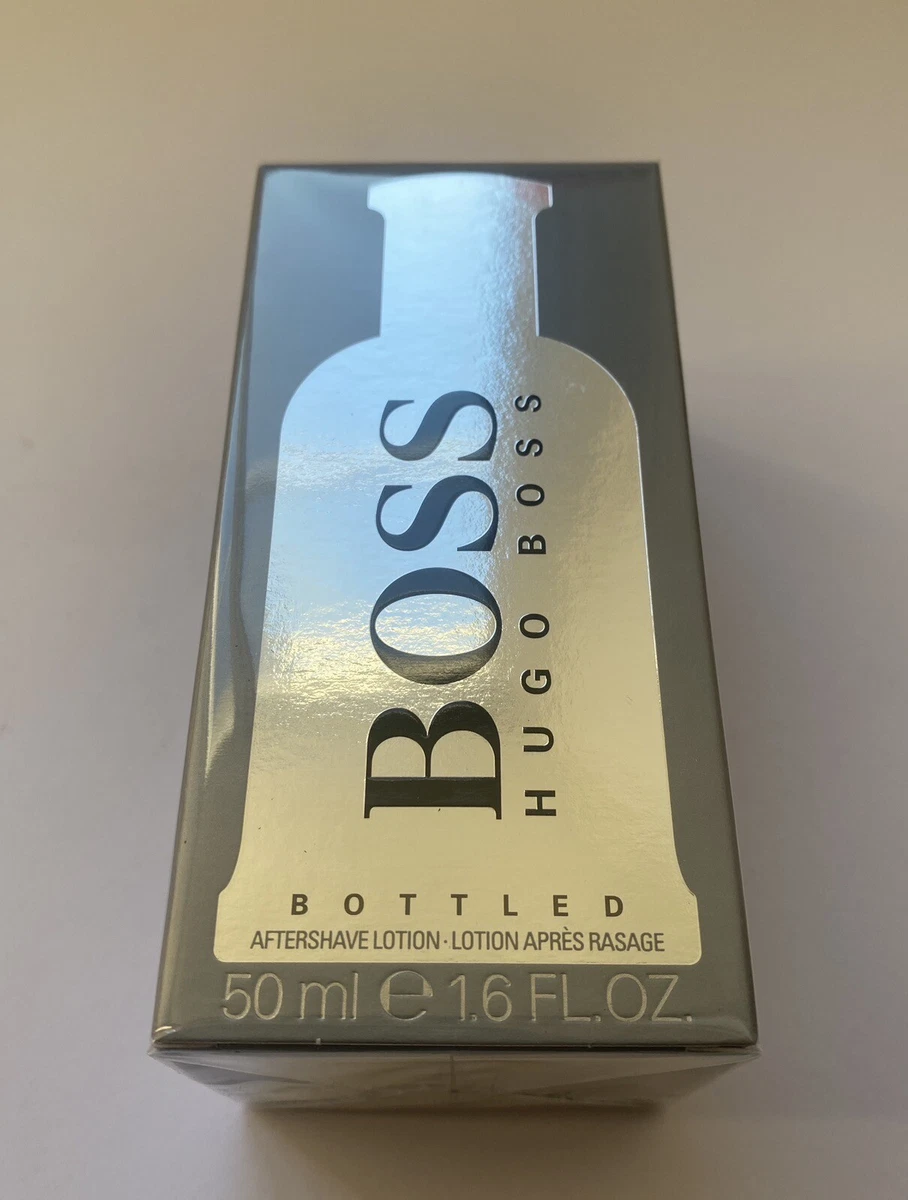 BOSS
HUGO BOSS
BOTTLED
AFTERSHAVE LOTION · LOTION APRÈS RASAGE
50 ml ℮ 1.6 FL.OZ.